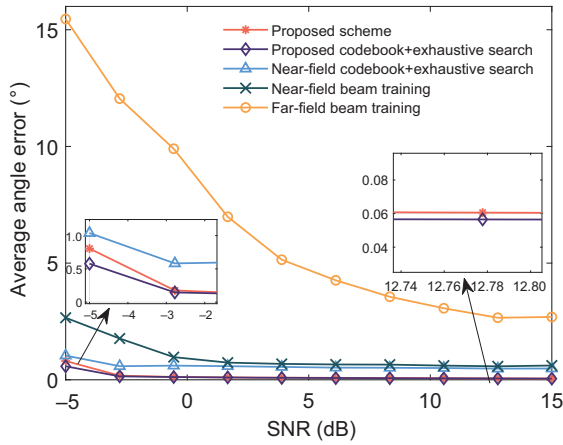 Average angle error (°)
15
10
5
0
Proposed scheme
Proposed codebook+exhaustive search
Near-field codebook+exhaustive search
Near-field beam training
Far-field beam training
0.08
0.06
0.04
12.74 12.76 12.78 12.80
1.0
0.5
0
−5 −4 −3 −2
−5 0 5 10 15
SNR (dB)